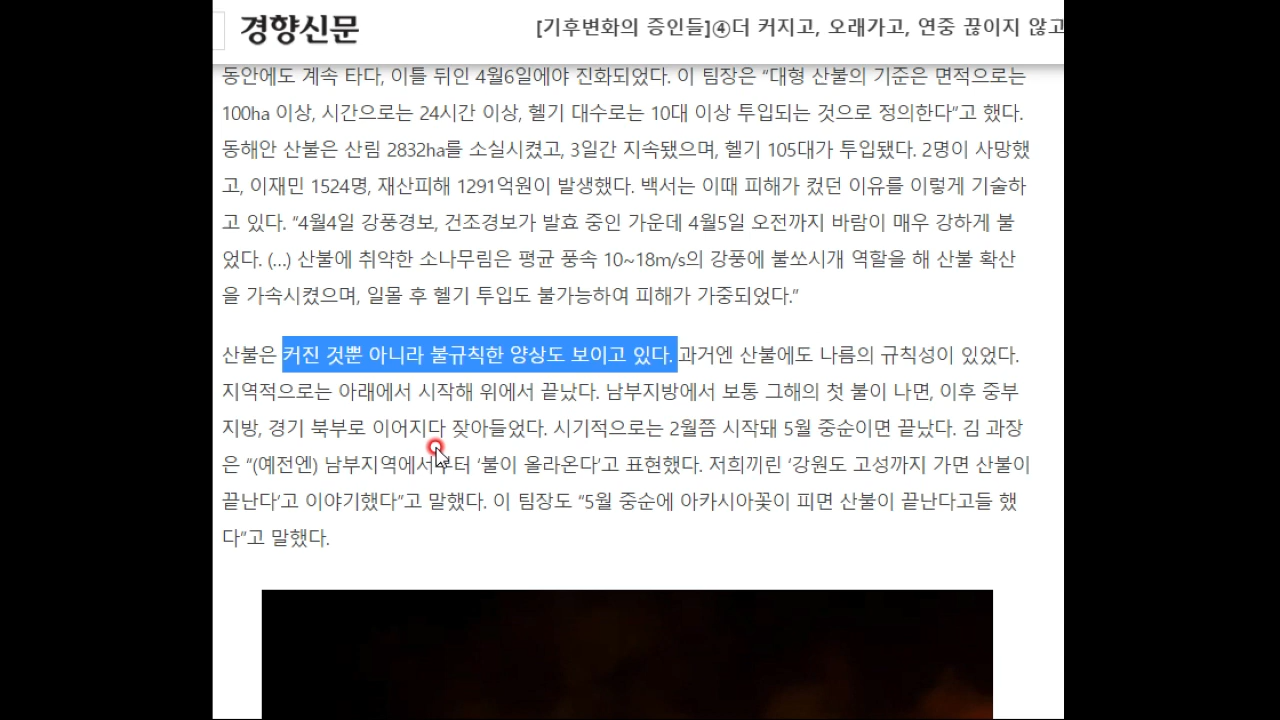 경향신문
[기후변화의 증인들]④더 커지고, 오래가고, 연중 끊이지 않고
동안에도 계속 타다, 이틀 뒤인 4월6일에야 진화되었다. 이 팀장은 “대형 산불의 기준은 면적으로는
100ha 이상, 시간으로는 24시간 이상, 헬기 대수로는 10대 이상 투입되는 것으로 정의한다”고 했다.
동해안 산불은 산림 2832ha를 소실시켰고, 3일간 지속됐으며, 헬기 105대가 투입됐다. 2명이 사망했
고, 이재민 1524명, 재산피해 1291억원이 발생했다. 백서는 이때 피해가 컸던 이유를 이렇게 기술하
고 있다. “4월4일 강풍경보, 건조경보가 발효 중인 가운데 4월5일 오전까지 바람이 매우 강하게 불
었다. (…) 산불에 취약한 소나무림은 평균 풍속 10~18m/s의 강풍에 불쏘시개 역할을 해 산불 확산
을 가속시켰으며, 일몰 후 헬기 투입도 불가능하여 피해가 가중되었다.”
산불은 커진 것뿐 아니라 불규칙한 양상도 보이고 있다. 과거엔 산불에도 나름의 규칙성이 있었다.
지역적으로는 아래에서 시작해 위에서 끝났다. 남부지방에서 보통 그해의 첫 불이 나면, 이후 중부
지방, 경기 북부로 이어지다 잦아들었다. 시기적으로는 2월쯤 시작돼 5월 중순이면 끝났다. 김 과장
은 “(예전엔) 남부지역에서부터 ‘불이 올라온다’고 표현했다. 저희끼린 ‘강원도 고성까지 가면 산불이
끝난다’고 이야기했다”고 말했다. 이 팀장도 “5월 중순에 아카시아꽃이 피면 산불이 끝난다고들 했
다”고 말했다.